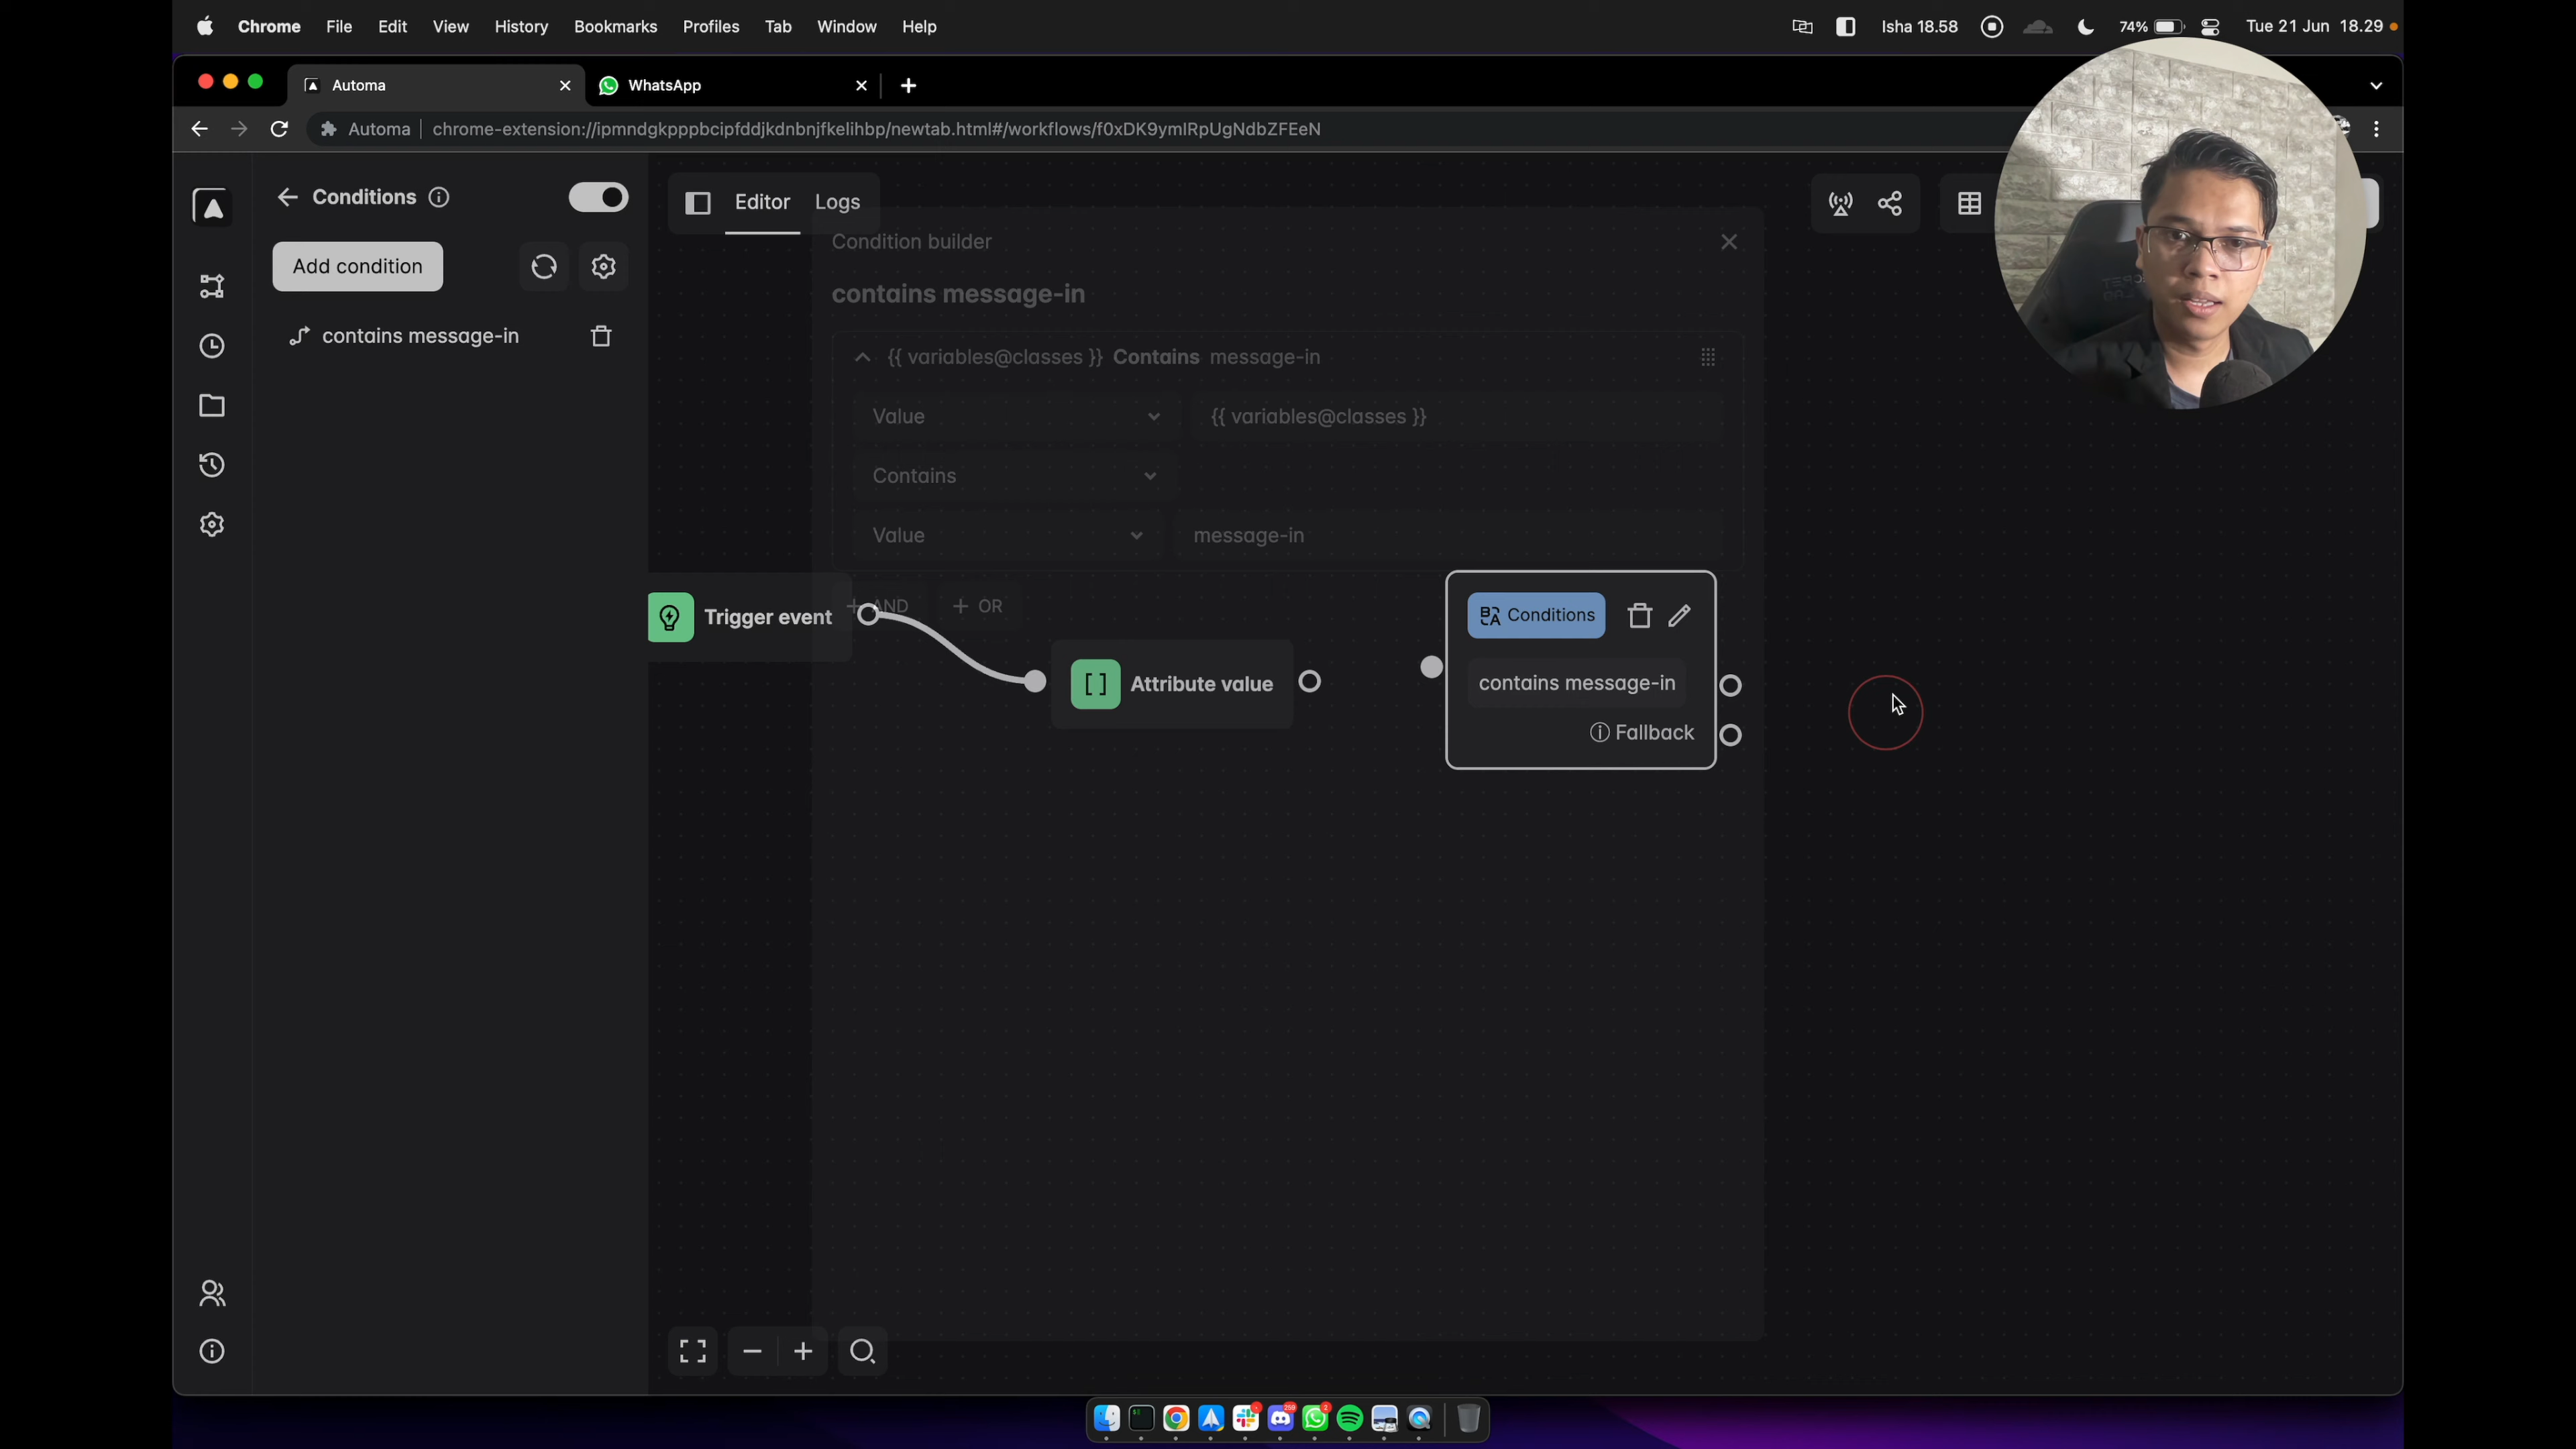 Chrome File Edit View History Bookmarks Profiles Tab Window Help
Isha 18.58 74% Tue 21 Jun 18.29
Automa
WhatsApp
Automa chrome-extension://ipmndgkpppbcipfddjkdnbnjfkelihbp/newtab.html#/workflows/f0xDK9ymlRpUgNdbZFEeN
Conditions
Add condition
contains message-in
Editor Logs
Condition builder
contains message-in
{{ variables@classes }} Contains message-in
Value {{ variables@classes }}
Contains
Value message-in
+ AND + OR
Trigger event
[ ] Attribute value
Conditions
contains message-in
Fallback
259
2